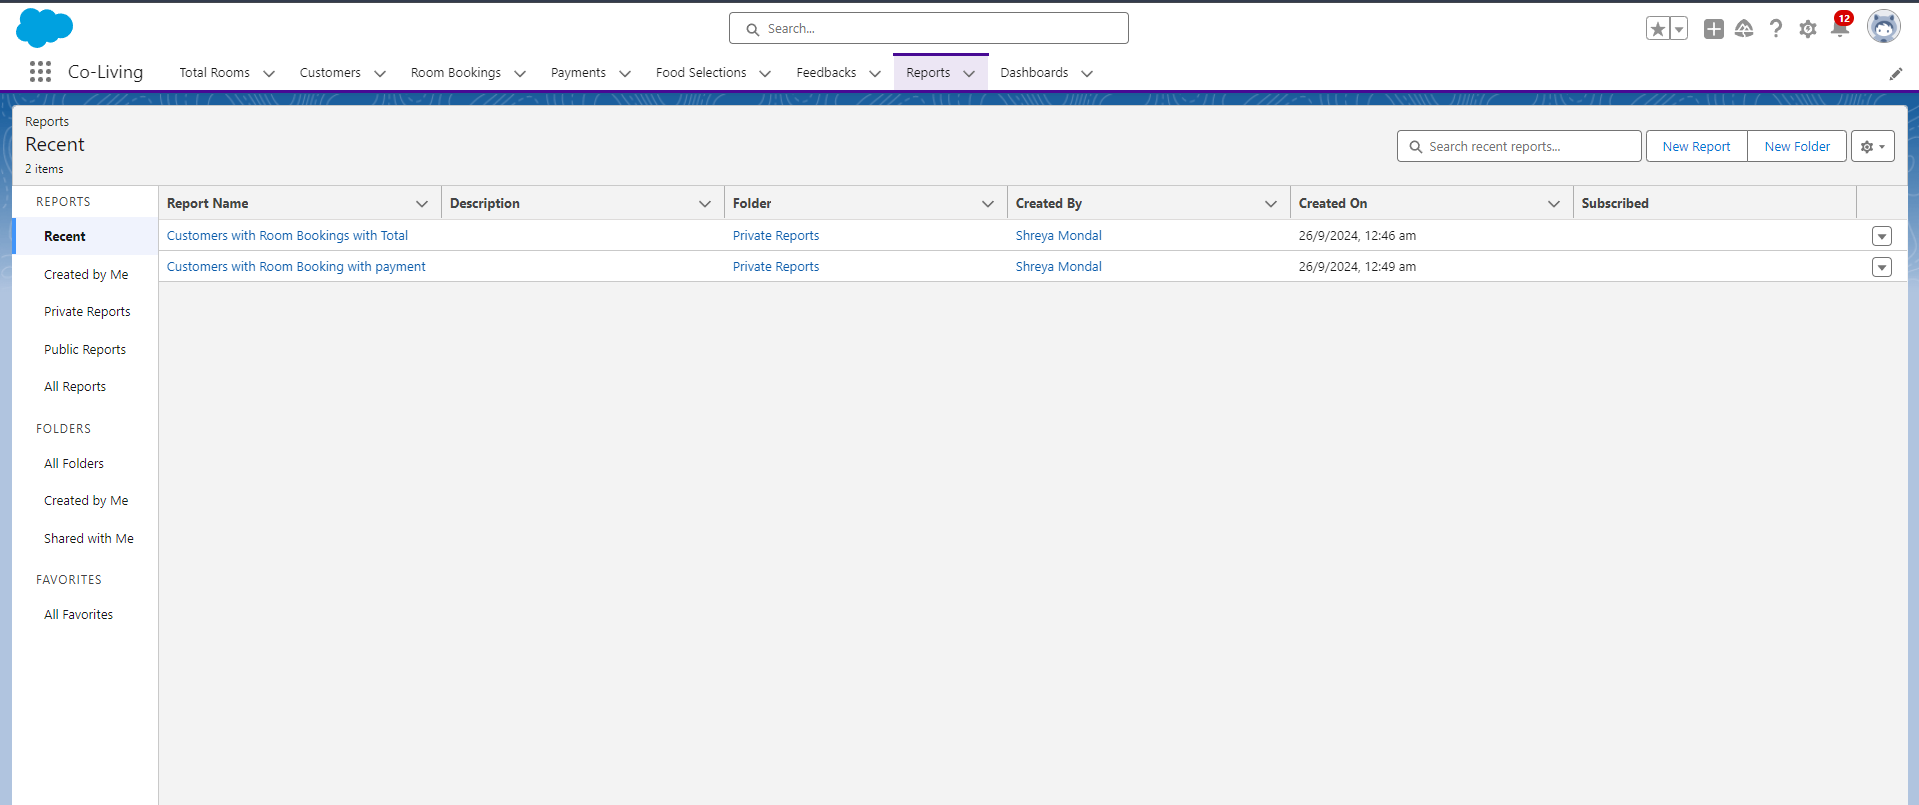 Search...
12
Co-Living
Total Rooms
Customers
Room Bookings
Payments
Food Selections
Feedbacks
Reports
Dashboards
Reports
Recent
2 items
Search recent reports...
New Report
New Folder
REPORTS
Recent
Created by Me
Private Reports
Public Reports
All Reports
FOLDERS
All Folders
Created by Me
Shared with Me
FAVORITES
All Favorites
Report Name Description Folder Created By Created On Subscribed
Customers with Room Bookings with Total Private Reports Shreya Mondal 26/9/2024, 12:46 am
Customers with Room Booking with payment Private Reports Shreya Mondal 26/9/2024, 12:49 am